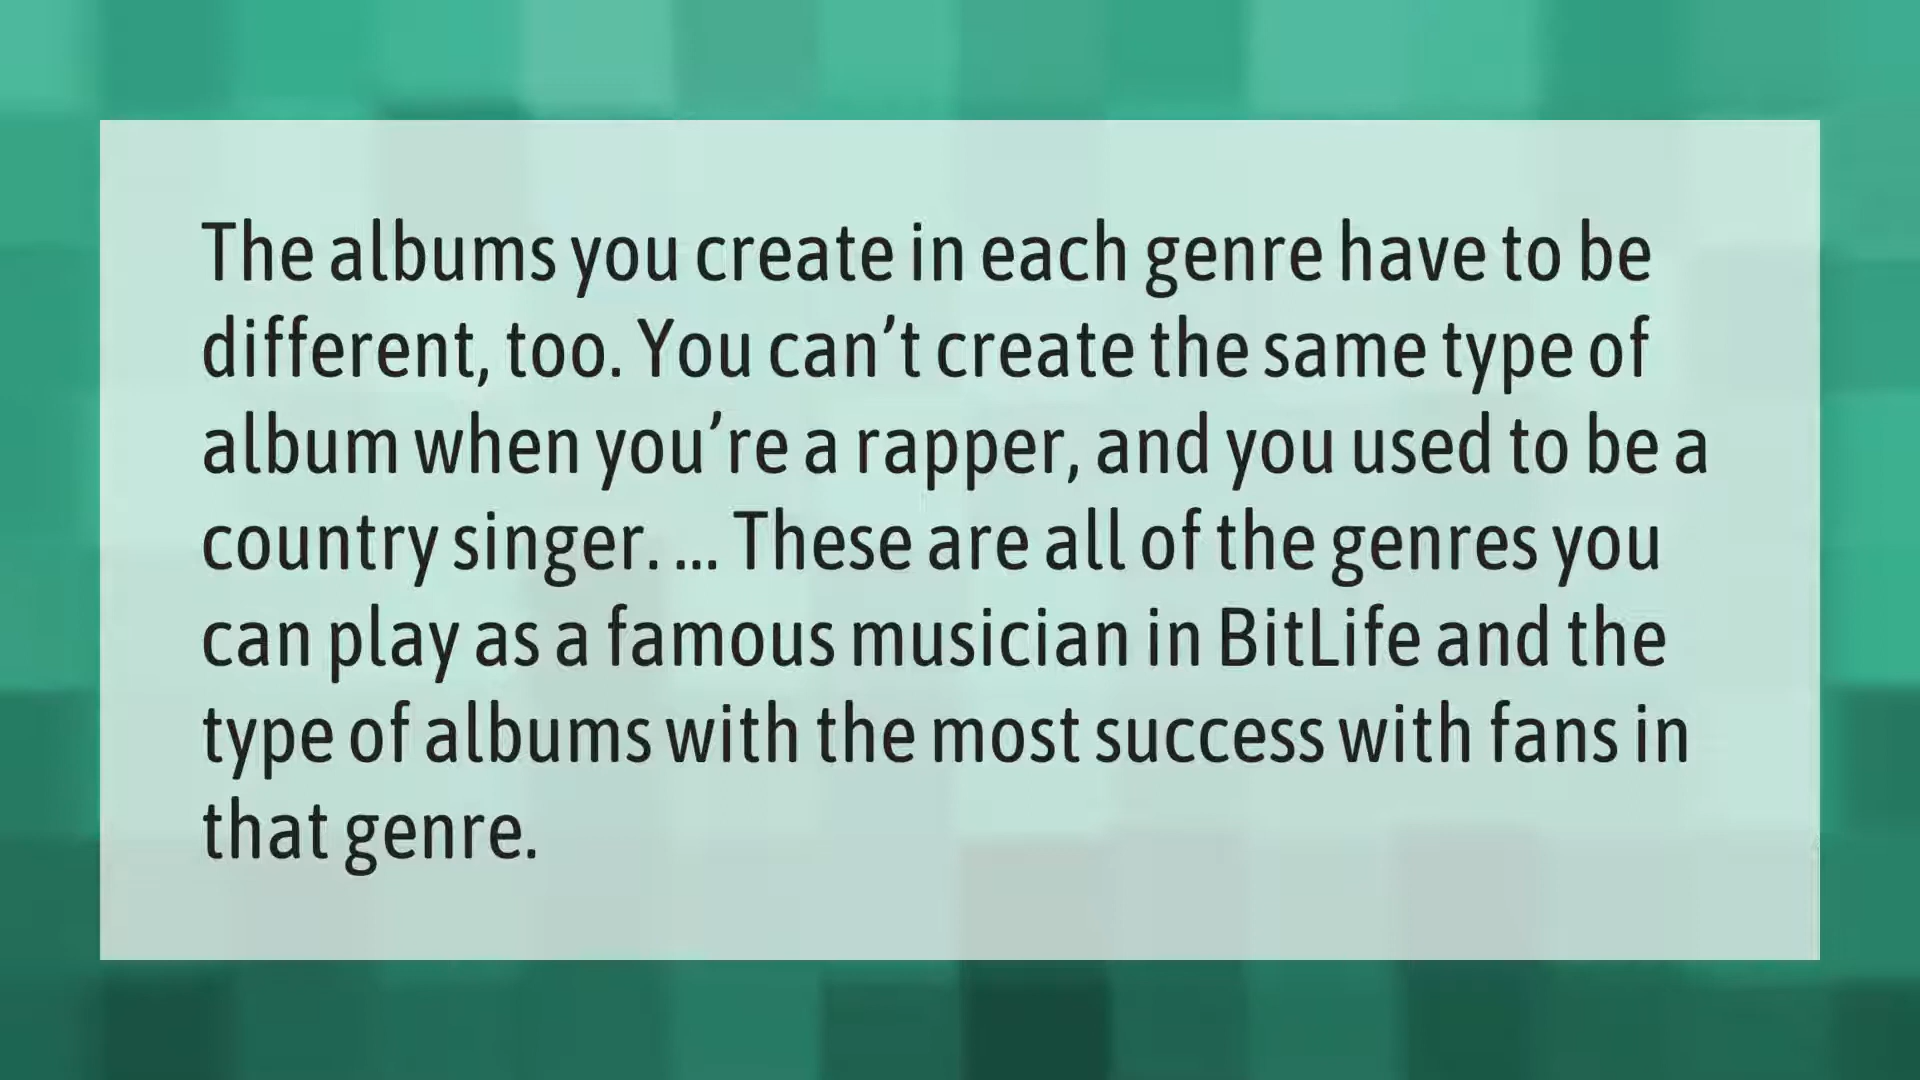 The albums you create in each genre have to be
different, too. You can’t create the same type of
album when you’re a rapper, and you used to be a
country singer. ... These are all of the genres you
can play as a famous musician in BitLife and the
type of albums with the most success with fans in
that genre.